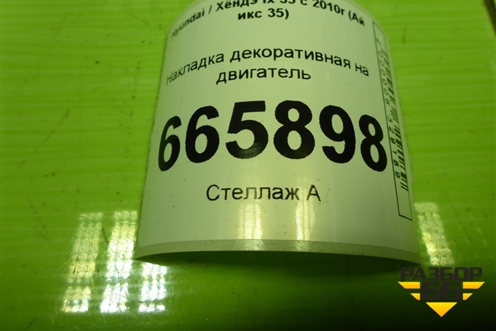 Hyundai / Хендэ ix 35 с 2010г (Ай
икс 35)
Накладка декоративная на
двигатель
665898
Стеллаж А
РАЗБОР